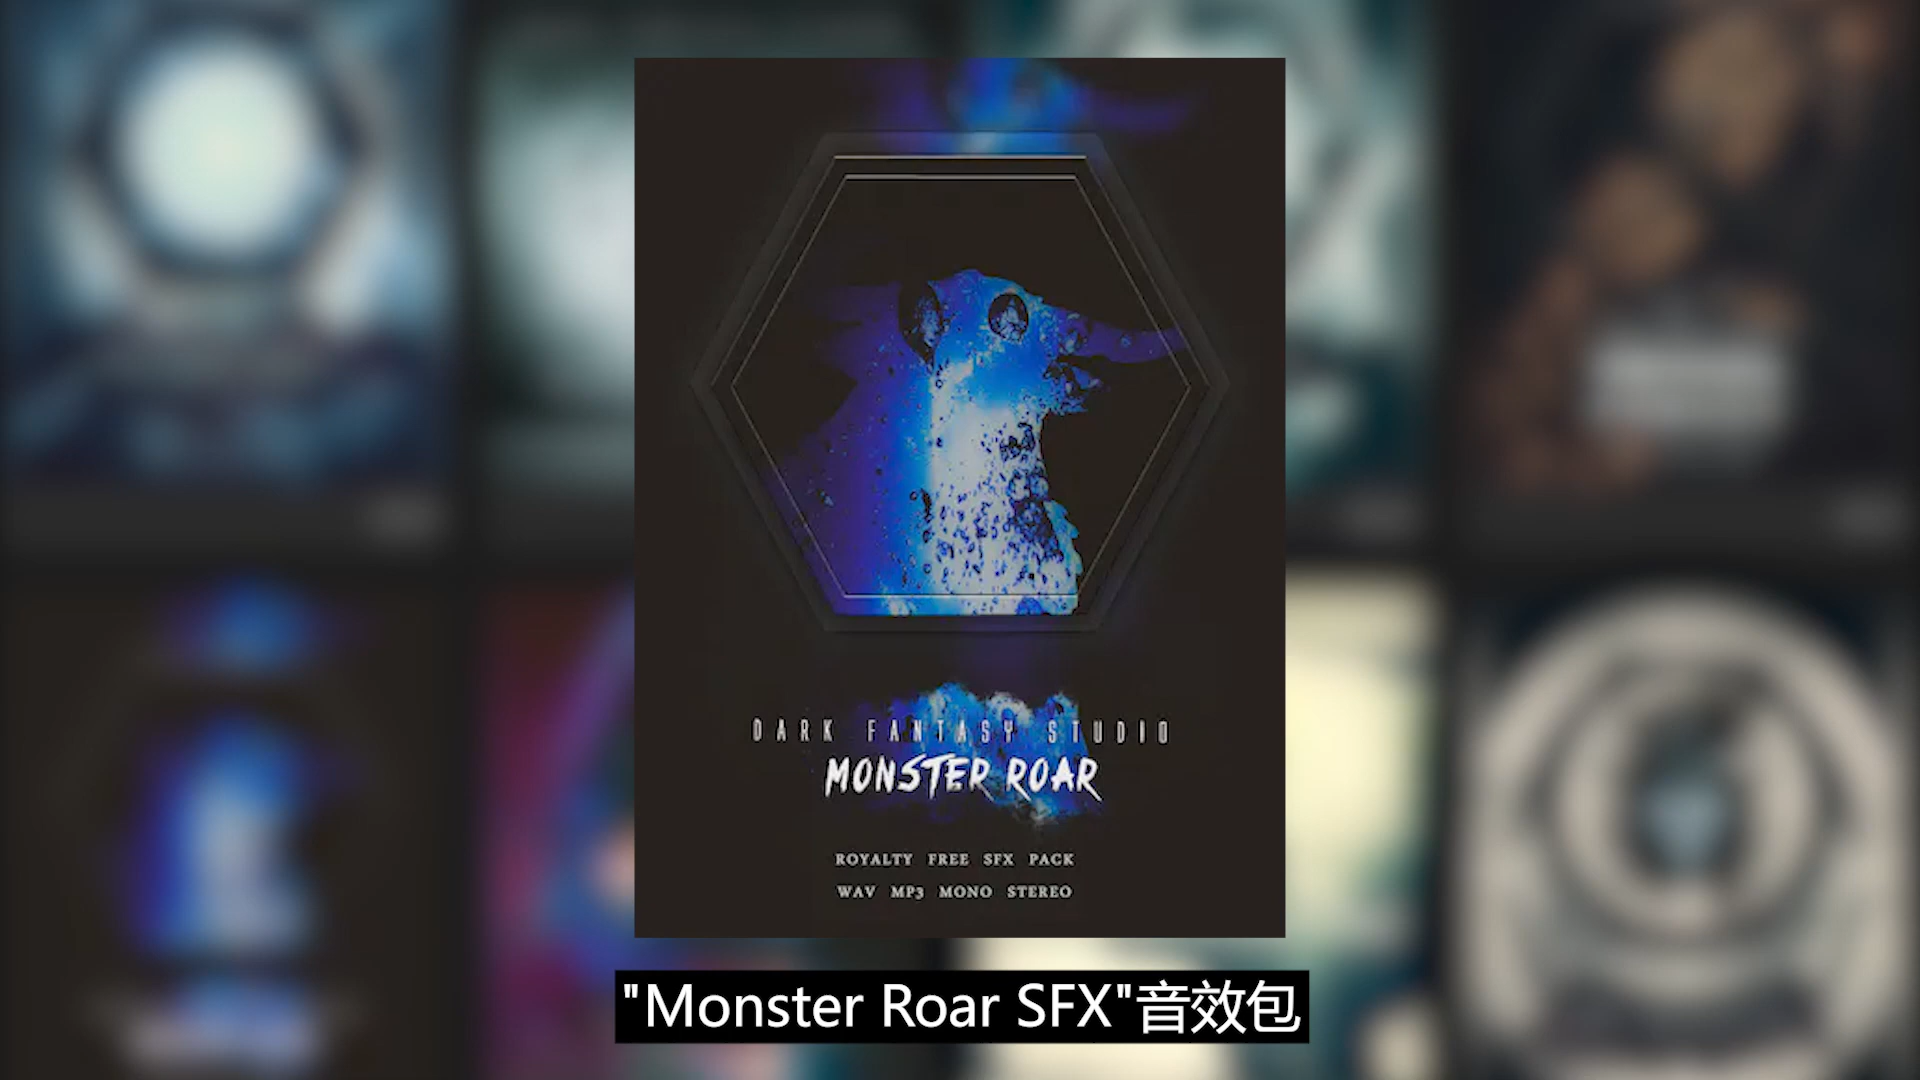 DARK FANTASY STUDIO
MONSTER ROAR
ROYALTY FREE SFX PACK
WAV MP3 MONO STEREO
"Monster Roar SFX"音效包